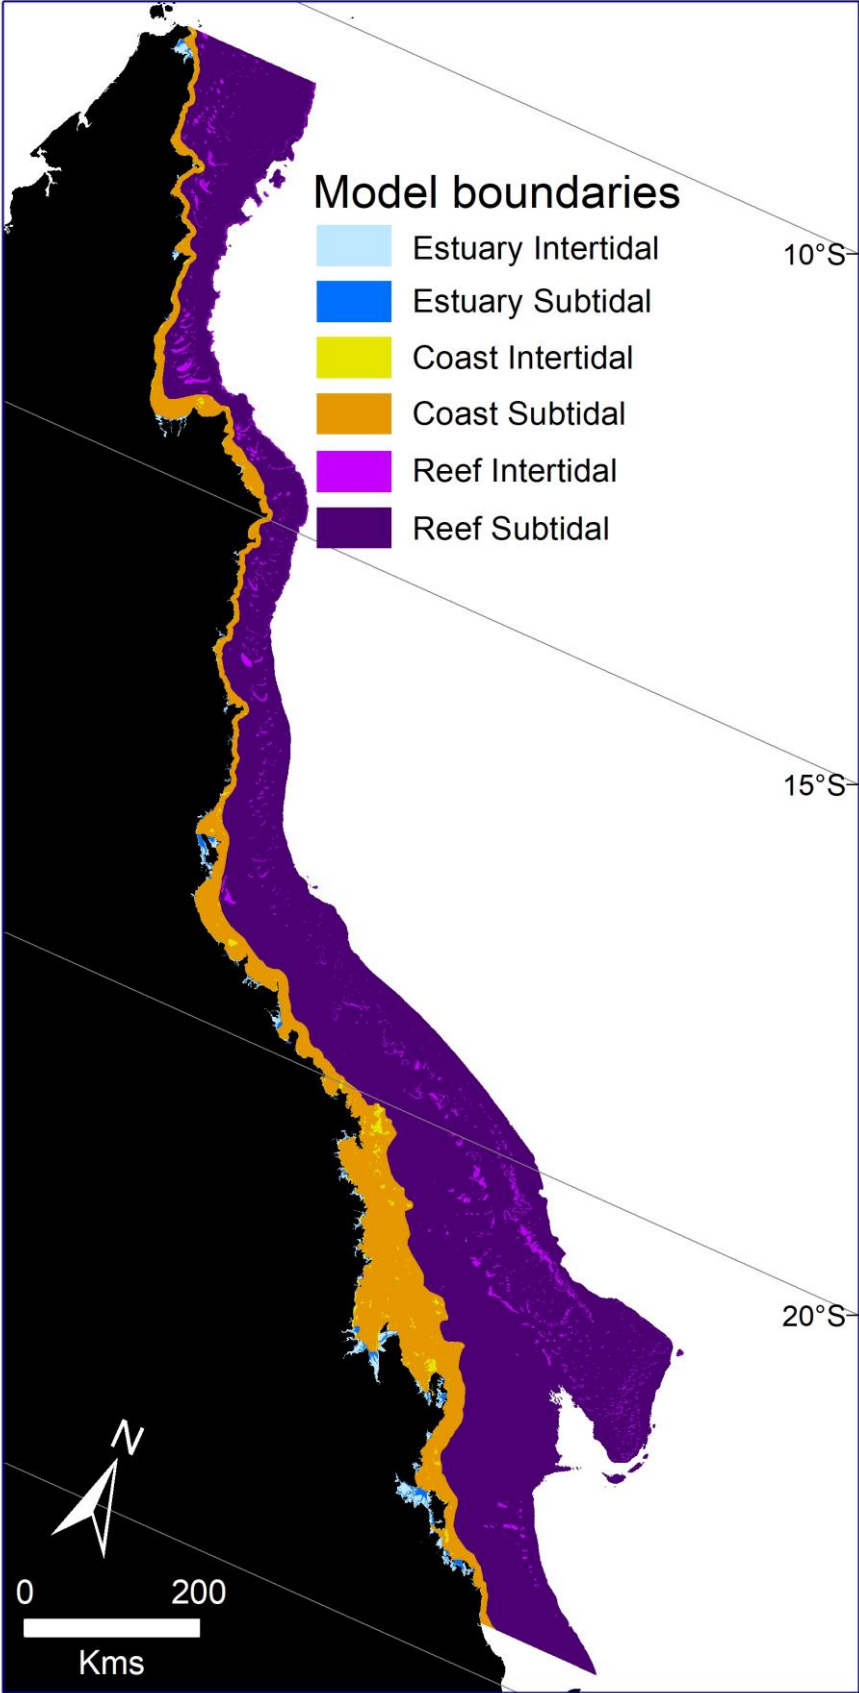 Model boundaries
Estuary Intertidal
Estuary Subtidal
Coast Intertidal
Coast Subtidal
Reef Intertidal
Reef Subtidal
10°S
15°S
20°S
N
0 200
Kms